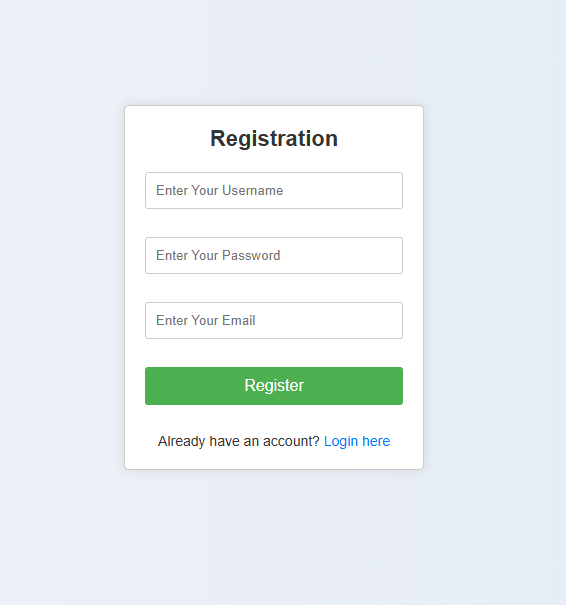 Registration
Enter Your Username
Enter Your Password
Enter Your Email
Register
Already have an account? Login here